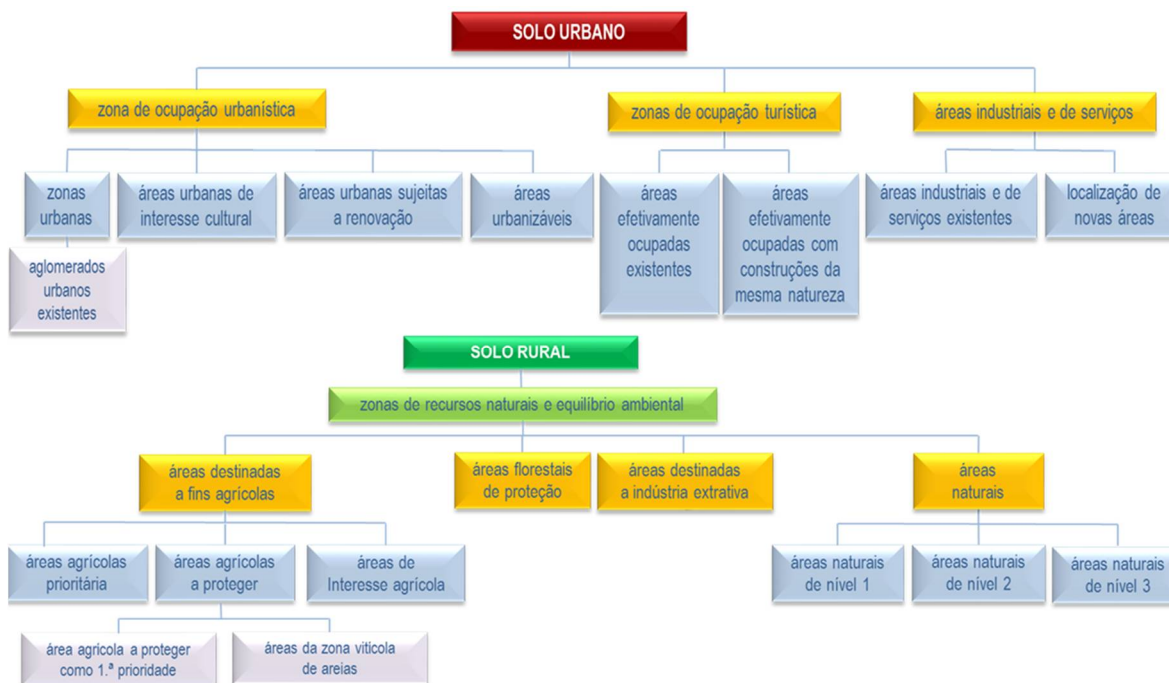 SOLO URBANO
zona de ocupação urbanística
zonas de ocupação turística
áreas industriais e de serviços
zonas
urbanas
áreas urbanas de
interesse cultural
áreas urbanas sujeitas
a renovação
áreas
urbanizáveis
áreas
efetivamente
ocupadas
existentes
áreas
efetivamente
ocupadas com
construções da
mesma natureza
áreas industriais e de
serviços existentes
localização de
novas áreas
aglomerados
urbanos
existentes
SOLO RURAL
zonas de recursos naturais e equilíbrio ambiental
áreas destinadas
a fins agrícolas
áreas florestais
de proteção
áreas destinadas
a indústria extrativa
áreas
naturais
áreas agrícolas
prioritária
áreas agrícolas
a proteger
áreas de
Interesse agrícola
áreas naturais
de nível 1
áreas naturais
de nível 2
áreas naturais
de nível 3
área agrícola a proteger
como 1.ª prioridade
áreas da zona vitícola
de areias